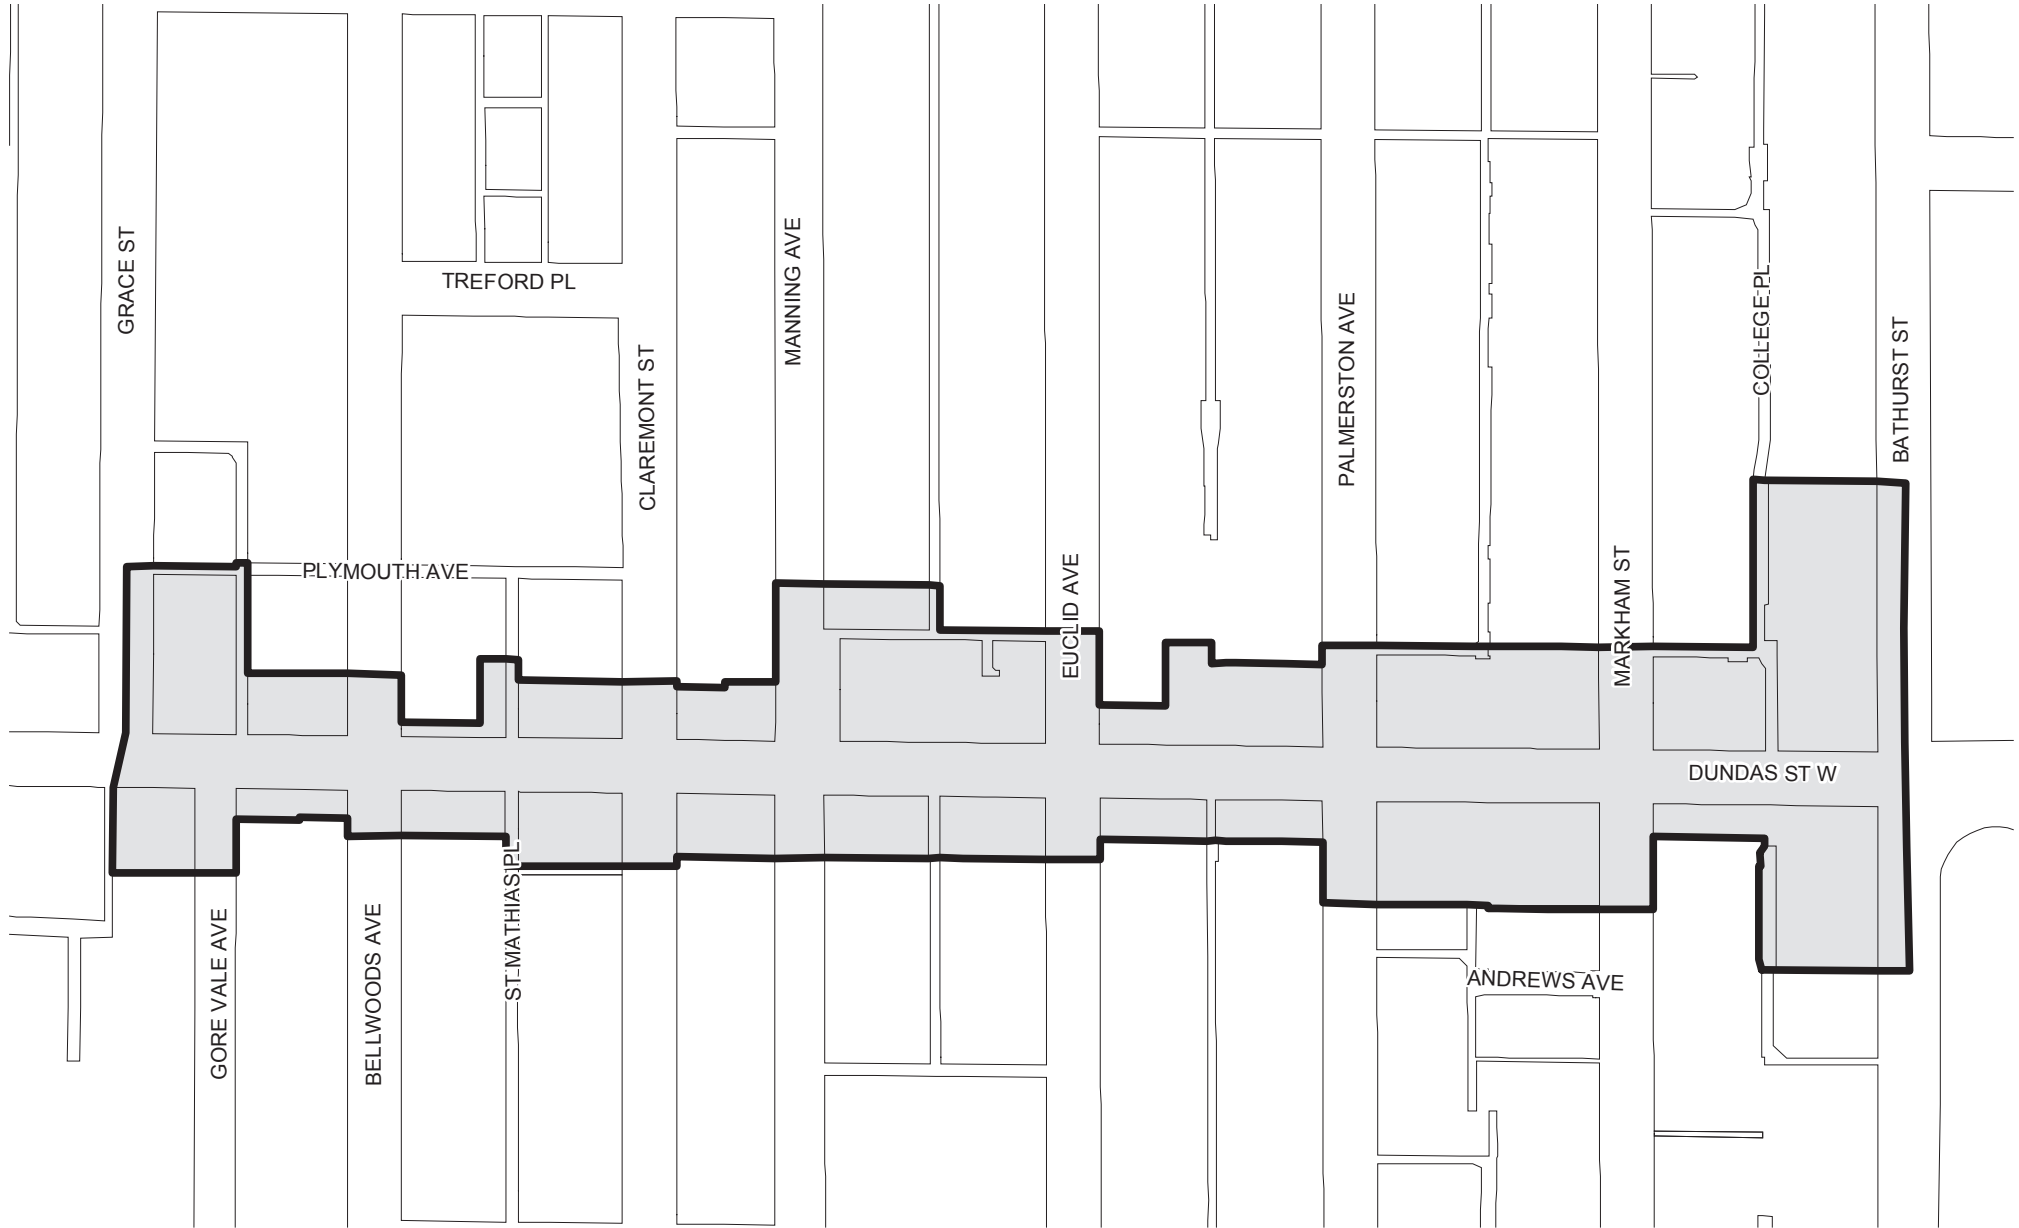 GRACE ST
TREFORD PL
MANNING AVE
CLAREMONT ST
PALMERSTON AVE
COLLEGE PL
BATHURST ST
PLYMOUTH AVE
EUCLID AVE
MARKHAM ST
DUNDAS ST W
ST MATHIAS PL
GORE VALE AVE
BELLWOODS AVE
ANDREWS AVE